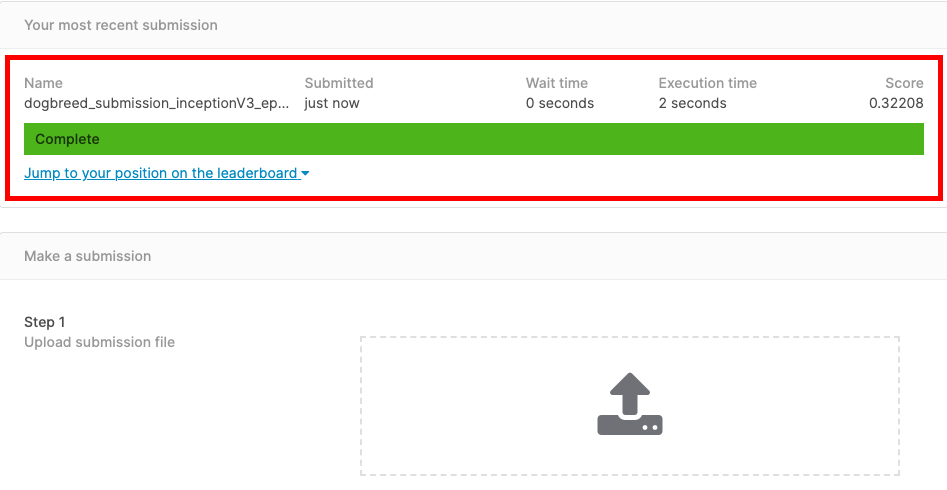 Your most recent submission
Name Submitted Wait time Execution time Score
dogbreed_submission_inceptionV3_ep... just now 0 seconds 2 seconds 0.32208
Complete
Jump to your position on the leaderboard
Make a submission
Step 1
Upload submission file